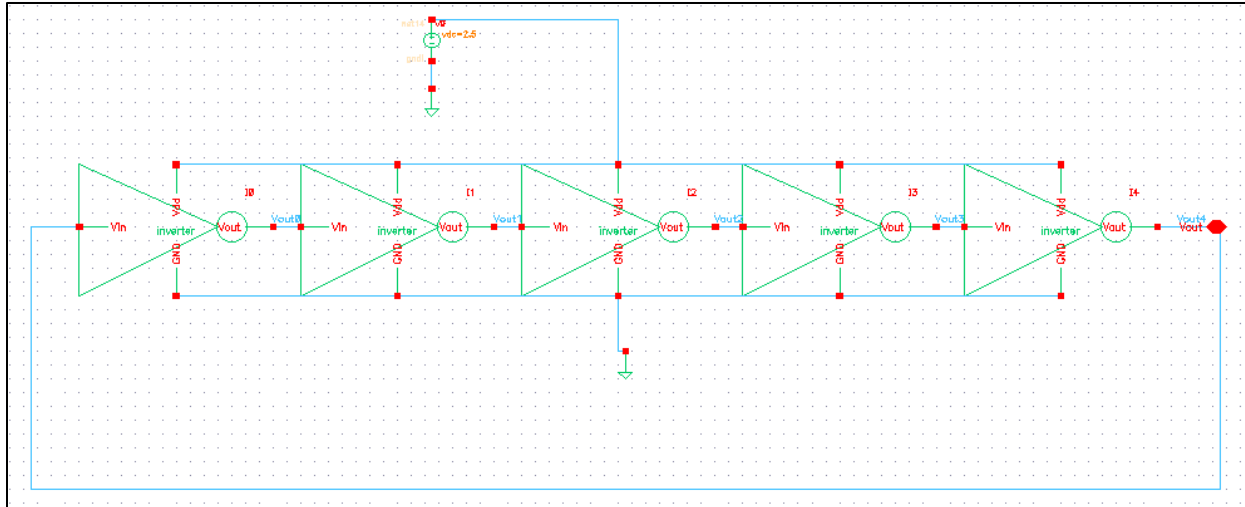 V0
vdc=2.5
gnd
I0
I1
I2
I3
I4
Vdd
Vdd
Vdd
Vdd
Vdd
Vin
inverter
Vout
Vout0
Vin
inverter
Vout
Vout1
Vin
inverter
Vout
Vout2
Vin
inverter
Vout
Vout3
Vin
inverter
Vout
Vout4
Vout
GND
GND
GND
GND
GND